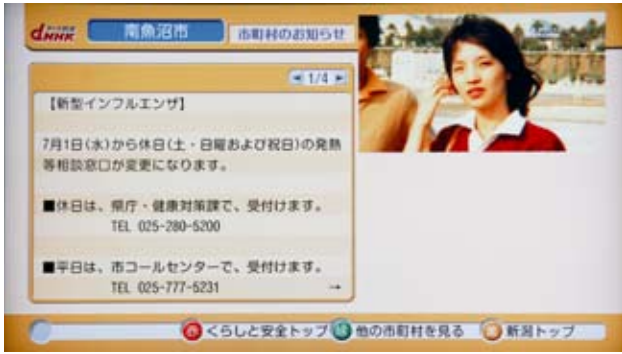 NHK
南魚沼市
市町村のお知らせ
1/4
【新型インフルエンザ】
7月1日(水)から休日(土・日曜および祝日)の発熱
等相談窓口が変更になります。
■休日は、県庁・健康対策課で、受付けます。
TEL 025-280-5200
■平日は、市コールセンターで、受付けます。
TEL 025-777-5231 →
くらしと安全トップ 他の市町村を見る 新潟トップ